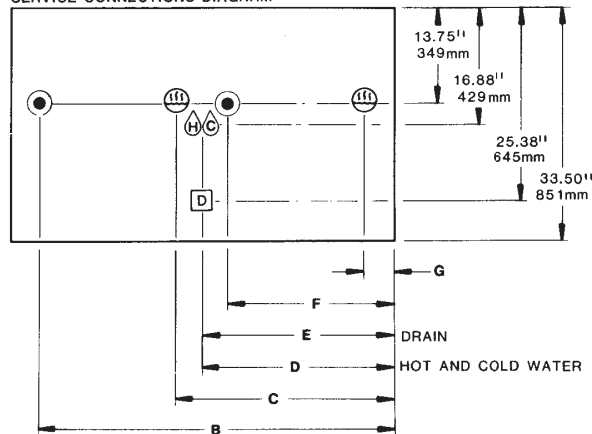 SERVICE CONNECTIONS DIAGRAM
13.75"
349mm
16.88"
429mm
25.38"
645mm
33.50"
851mm
H C
D
G
F
E DRAIN
D HOT AND COLD WATER
C
B